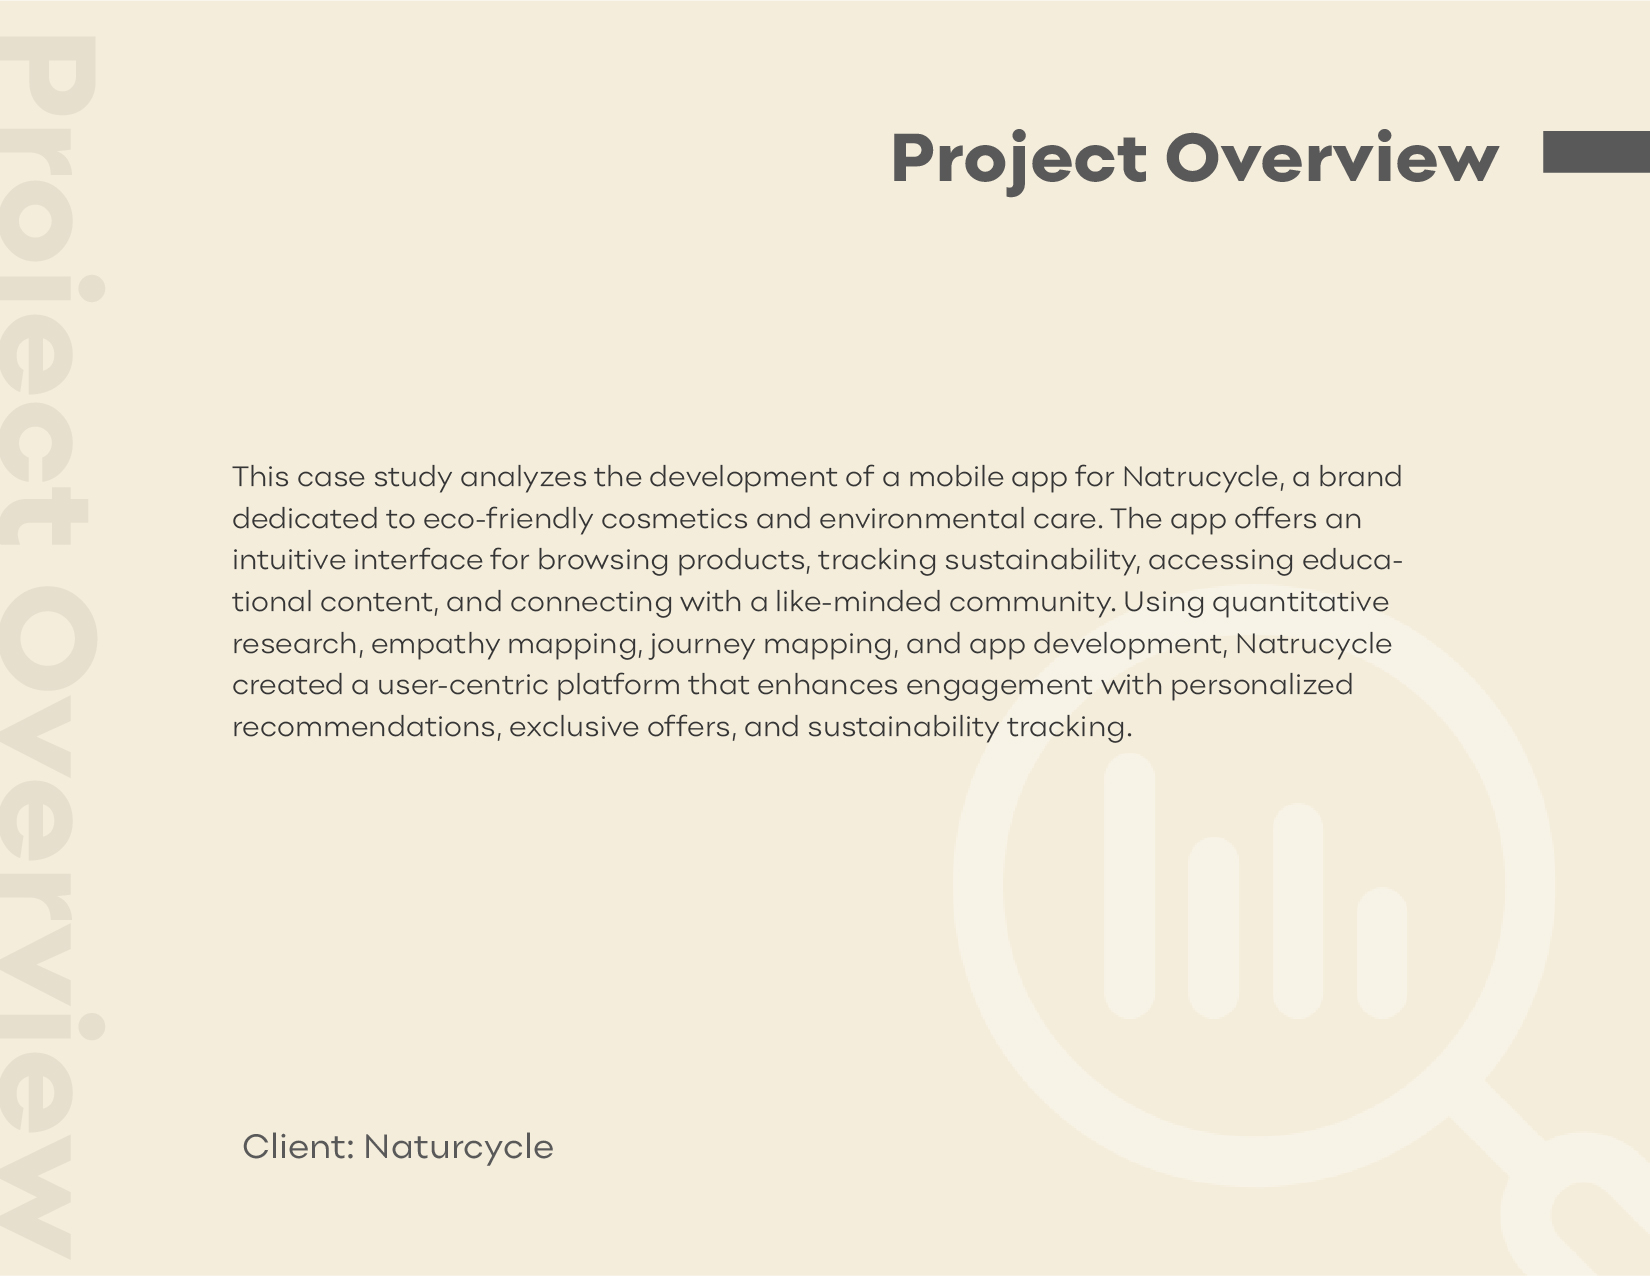 Project Overview
Project Overview
This case study analyzes the development of a mobile app for Natrucycle, a brand
dedicated to eco-friendly cosmetics and environmental care. The app offers an
intuitive interface for browsing products, tracking sustainability, accessing educa-
tional content, and connecting with a like-minded community. Using quantitative
research, empathy mapping, journey mapping, and app development, Natrucycle
created a user-centric platform that enhances engagement with personalized
recommendations, exclusive offers, and sustainability tracking.
Client: Naturcycle